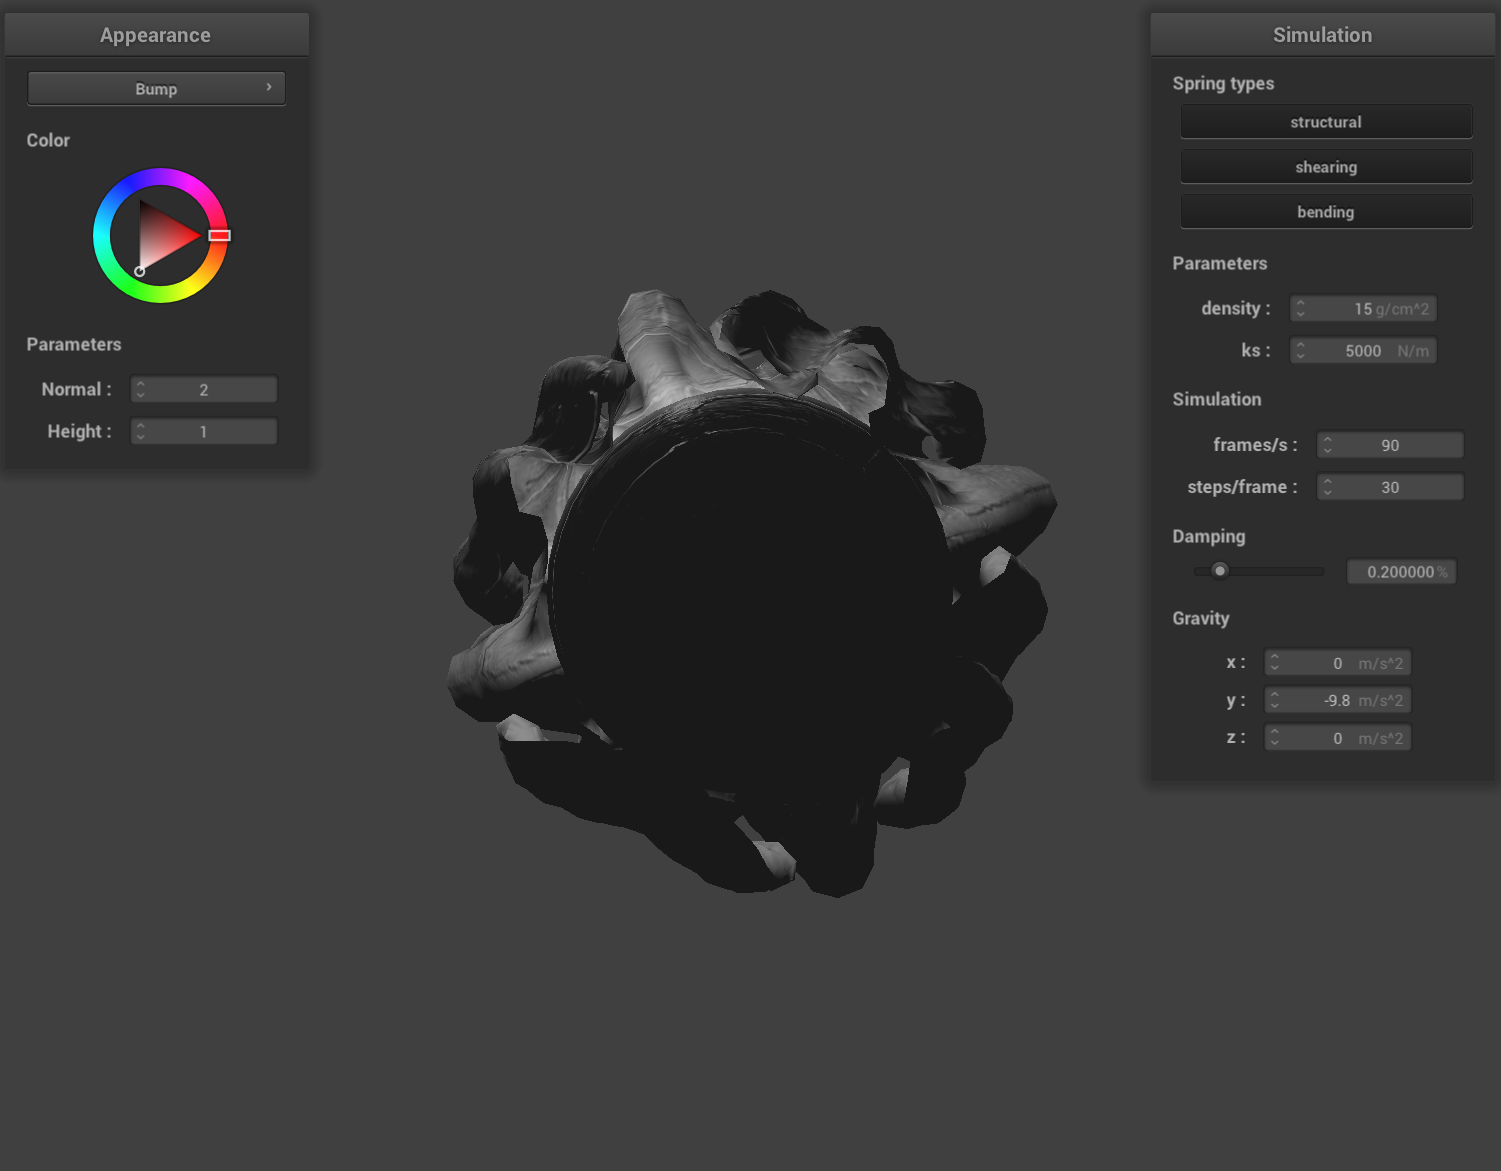 Appearance
Bump
Color
Parameters
Normal : 2
Height : 1
Simulation
Spring types
structural
shearing
bending
Parameters
density : 15 g/cm^2
ks : 5000 N/m
Simulation
frames/s : 90
steps/frame : 30
Damping
0.200000%
Gravity
x : 0 m/s^2
y : -9.8 m/s^2
z : 0 m/s^2